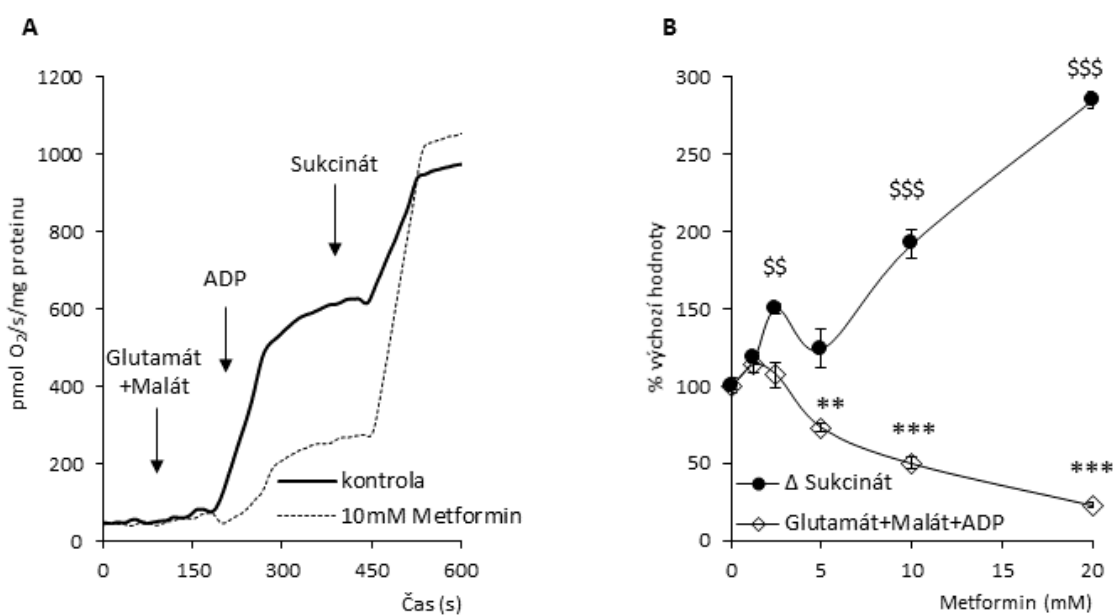 A
1200
1000
800
600
400
200
0
pmol O₂/s/mg proteinu
Glutamát
+Malát
ADP
Sukcinát
kontrola
10mM Metformin
0
150
300
450
600
Čas (s)
B
300
250
200
150
100
50
0
% výchozí hodnoty
$$
$$$
$$$
**
***
***
Δ Sukcinát
Glutamát+Malát+ADP
0
5
10
15
20
Metformin (mM)